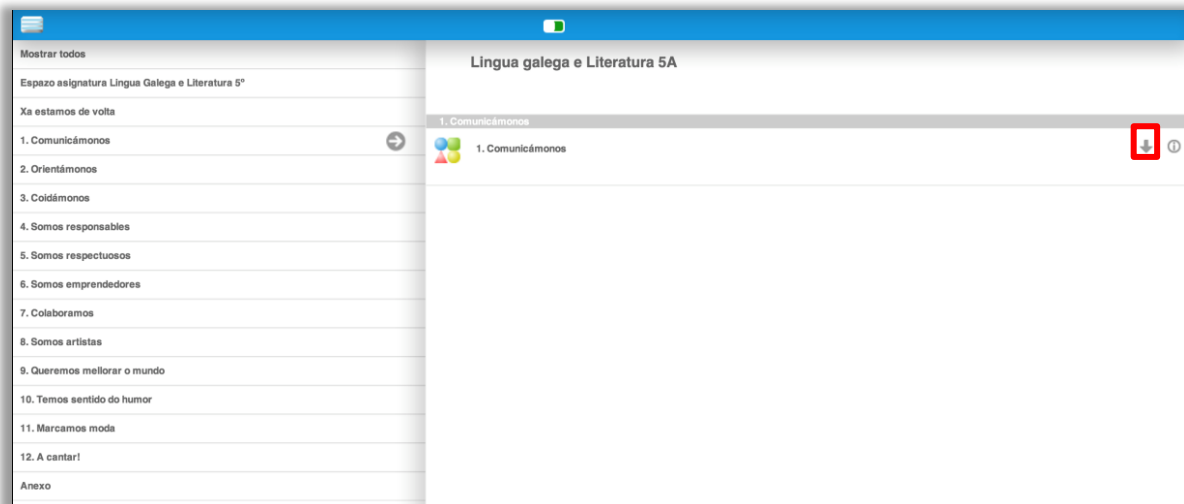 Mostrar todos
Espazo asignatura Lingua Galega e Literatura 5º
Xa estamos de volta
1. Comunicámonos
2. Orientámonos
3. Coidámonos
4. Somos responsables
5. Somos respectuosos
6. Somos emprendedores
7. Colaboramos
8. Somos artistas
9. Queremos mellorar o mundo
10. Temos sentido do humor
11. Marcamos moda
12. A cantar!
Anexo
Lingua galega e Literatura 5A
1. Comunicámonos
1. Comunicámonos